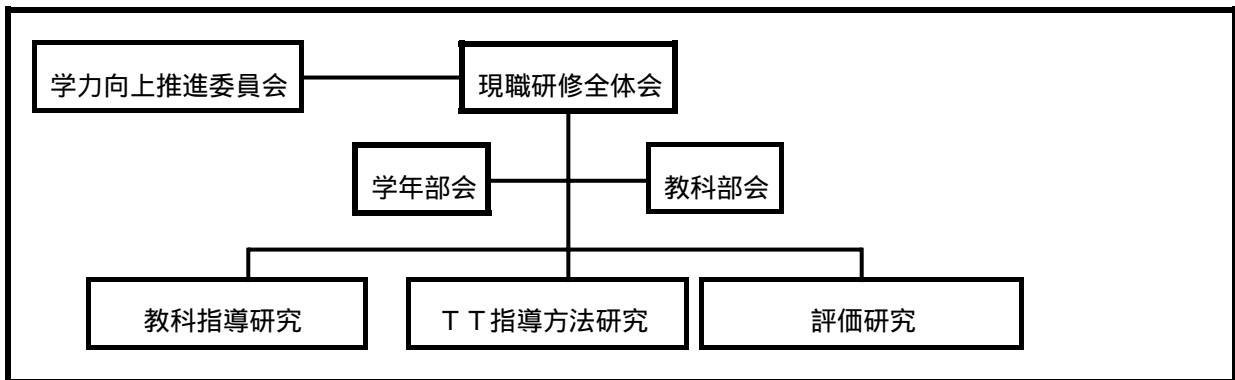 学力向上推進委員会
現職研修全体会
学年部会
教科部会
教科指導研究
ＴＴ指導方法研究
評価研究